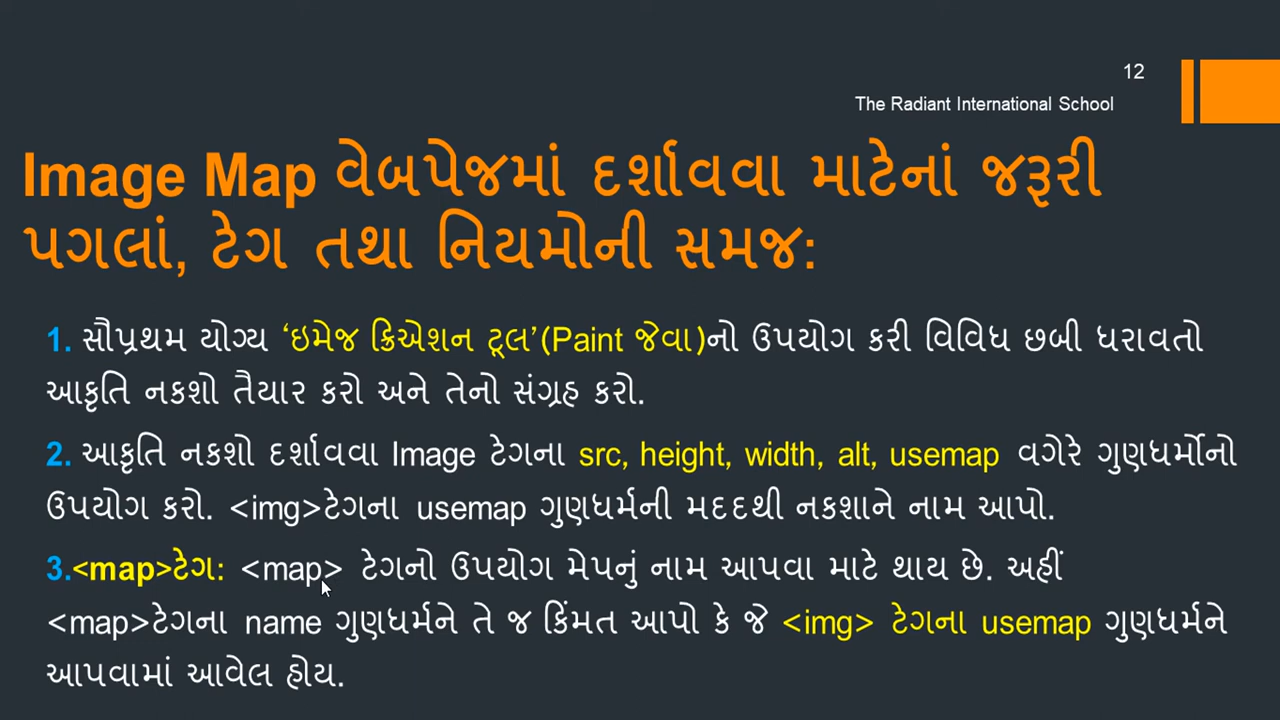 12
The Radiant International School
Image Map વેબપેજમાં દર્શાવવા માટેનાં જરૂરી
પગલાં, ટેગ તથા નિયમોની સમજ:
1. સૌપ્રથમ યોગ્ય ‘ઇમેજ ક્રિએશન ટૂલ’(Paint જેવા)નો ઉપયોગ કરી વિવિધ છબી ધરાવતો
આકૃતિ નકશો તૈયાર કરો અને તેનો સંગ્રહ કરો.
2. આકૃતિ નકશો દર્શાવવા Image ટેગના src, height, width, alt, usemap વગેરે ગુણધર્મોનો
ઉપયોગ કરો. <img>ટેગના usemap ગુણધર્મની મદદથી નકશાને નામ આપો.
3.<map>ટેગ: <map> ટેગનો ઉપયોગ મેપનું નામ આપવા માટે થાય છે. અહીં
<map>ટેગના name ગુણધર્મને તે જ કિંમત આપો કે જે <img> ટેગના usemap ગુણધર્મને
આપવામાં આવેલ હોય.